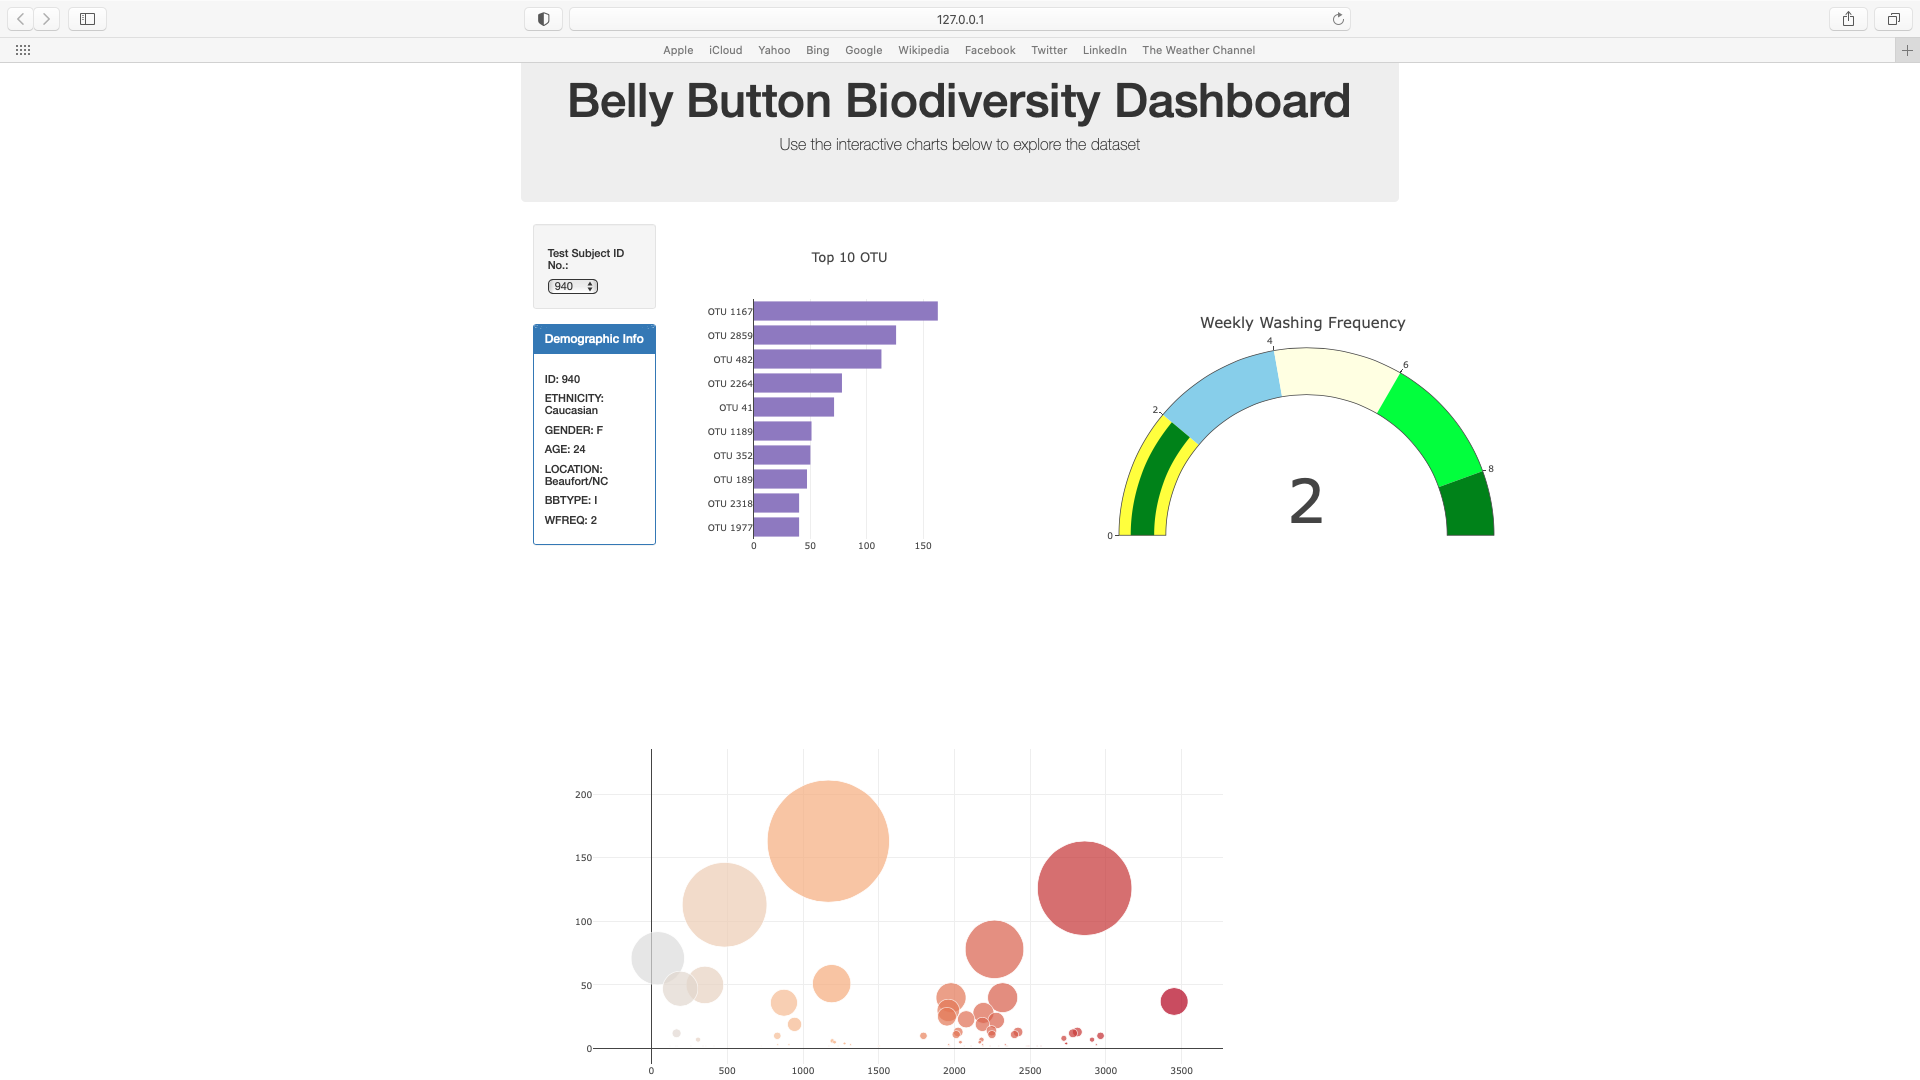 127.0.0.1
Apple iCloud Yahoo Bing Google Wikipedia Facebook Twitter LinkedIn The Weather Channel
Belly Button Biodiversity Dashboard
Use the interactive charts below to explore the dataset
Test Subject ID
No.:
940
Demographic Info
ID: 940
ETHNICITY:
Caucasian
GENDER: F
AGE: 24
LOCATION:
Beaufort/NC
BBTYPE: I
WFREQ: 2
Top 10 OTU
OTU 1167
OTU 2859
OTU 482
OTU 2264
OTU 41
OTU 1189
OTU 352
OTU 189
OTU 2318
OTU 1977
0 50 100 150
Weekly Washing Frequency
0
2
4
6
8
2
200
150
100
50
0
0 500 1000 1500 2000 2500 3000 3500